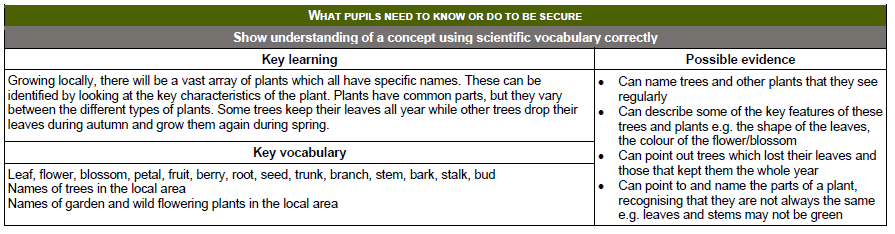 WHAT PUPILS NEED TO KNOW OR DO TO BE SECURE
Show understanding of a concept using scientific vocabulary correctly
Key learning
Growing locally, there will be a vast array of plants which all have specific names. These can be
identified by looking at the key characteristics of the plant. Plants have common parts, but they vary
between the different types of plants. Some trees keep their leaves all year while other trees drop their
leaves during autumn and grow them again during spring.
Key vocabulary
Leaf, flower, blossom, petal, fruit, berry, root, seed, trunk, branch, stem, bark, stalk, bud
Names of trees in the local area
Names of garden and wild flowering plants in the local area
Possible evidence
• Can name trees and other plants that they see
regularly
• Can describe some of the key features of these
trees and plants e.g. the shape of the leaves,
the colour of the flower/blossom
• Can point out trees which lost their leaves and
those that kept them the whole year
• Can point to and name the parts of a plant,
recognising that they are not always the same
e.g. leaves and stems may not be green